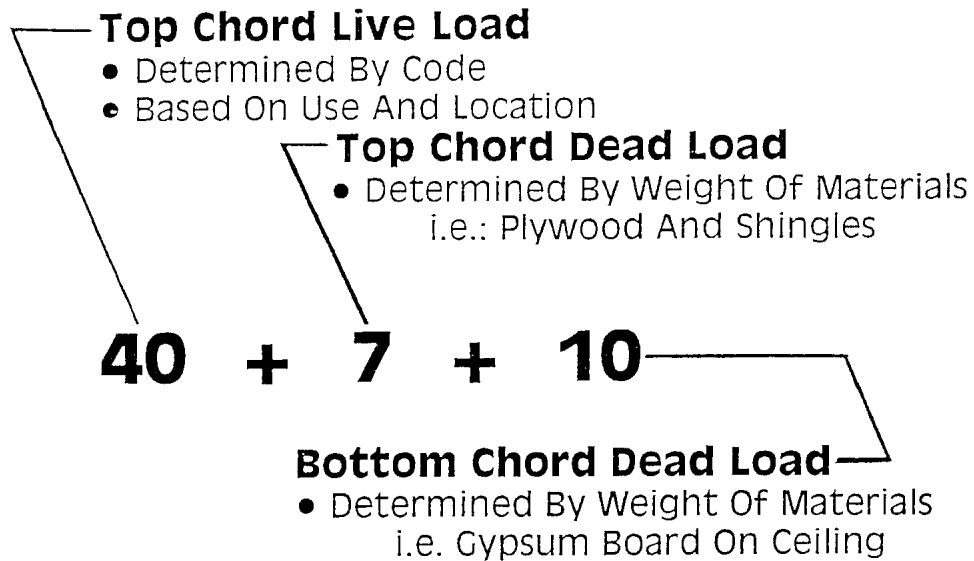 Top Chord Live Load
• Determined By Code
• Based On Use And Location
Top Chord Dead Load
• Determined By Weight Of Materials
i.e.: Plywood And Shingles
40 + 7 + 10
Bottom Chord Dead Load
• Determined By Weight Of Materials
i.e. Gypsum Board On Ceiling